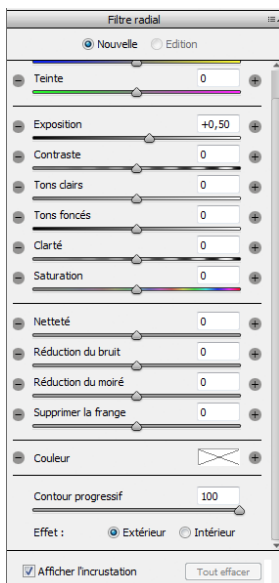 Filtre radial
Nouvelle Edition
Teinte 0
Exposition +0,50
Contraste 0
Tons clairs 0
Tons foncés 0
Clarté 0
Saturation 0
Netteté 0
Réduction du bruit 0
Réduction du moiré 0
Supprimer la frange 0
Couleur
Contour progressif 100
Effet : Extérieur Intérieur
Afficher l'incrustation Tout effacer